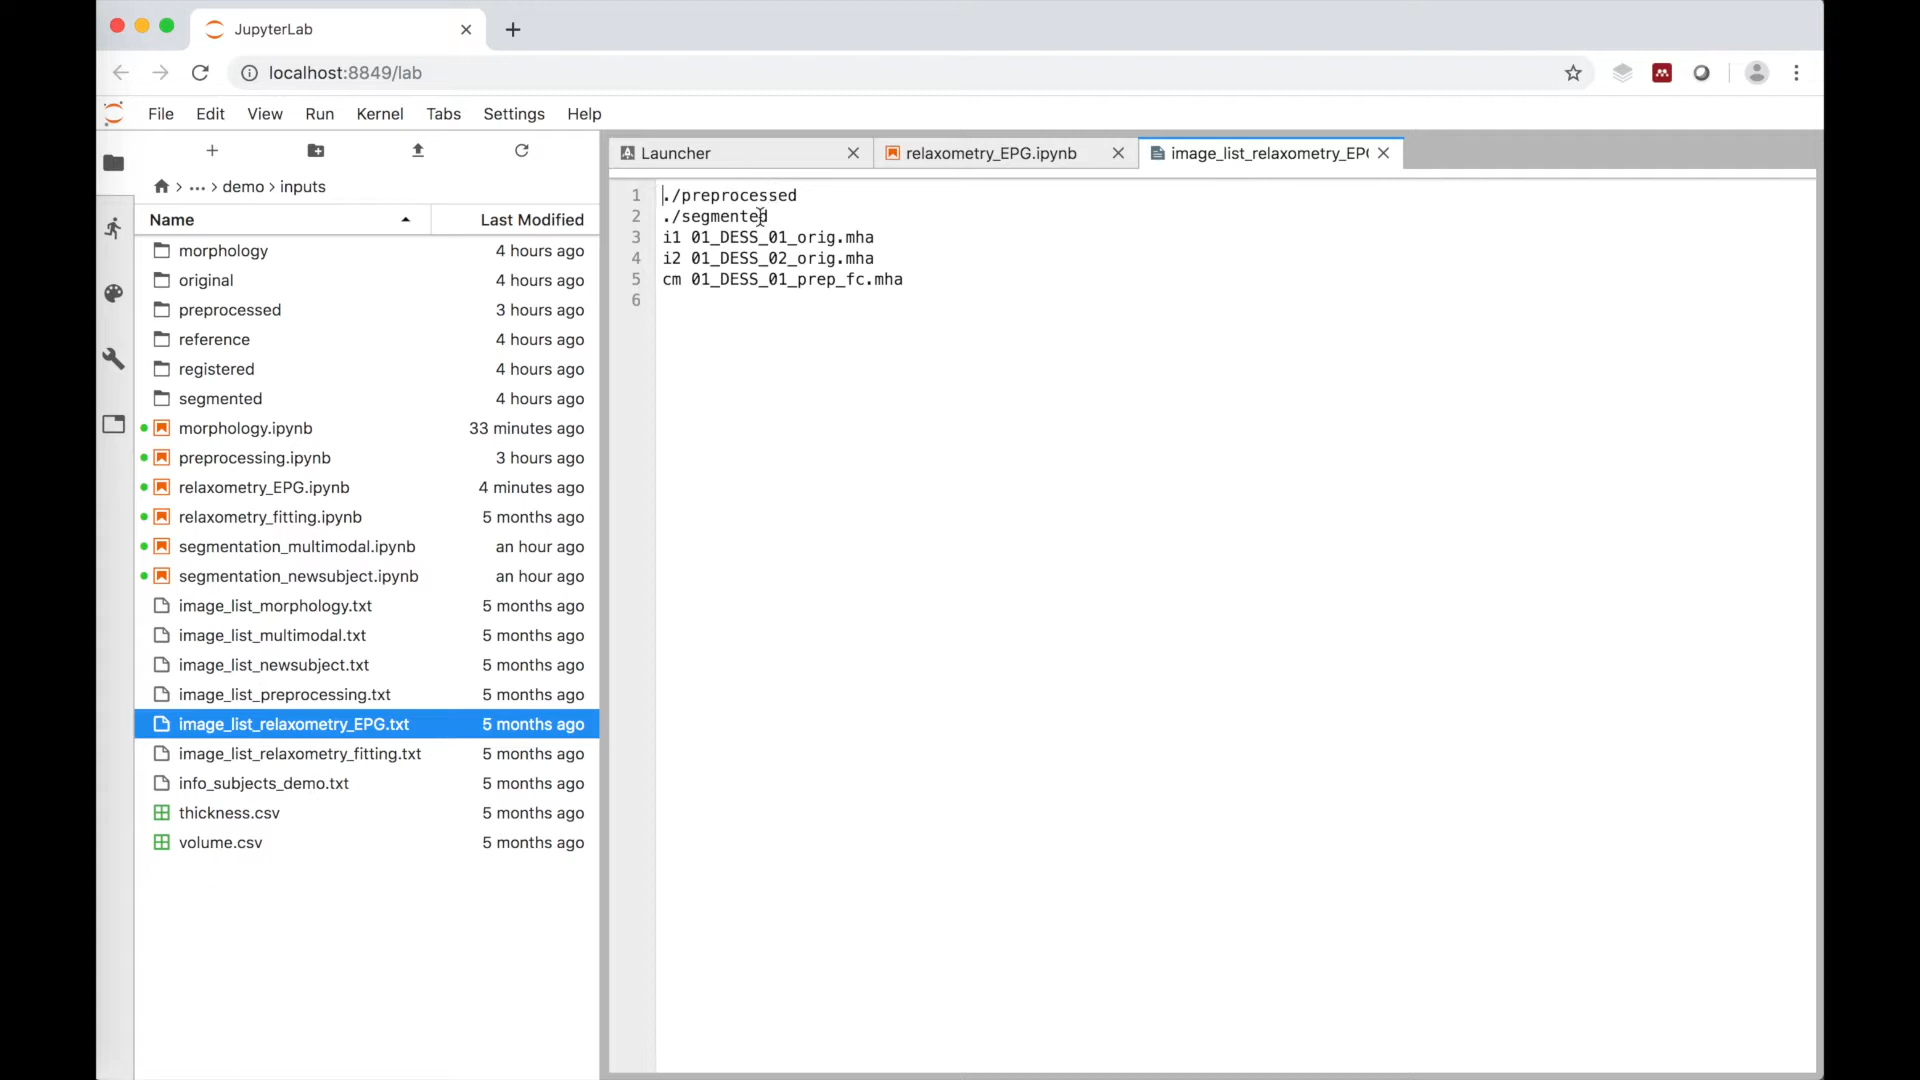 JupyterLab
localhost:8849/lab
File Edit View Run Kernel Tabs Settings Help
… > demo > inputs
Name Last Modified
morphology 4 hours ago
original 4 hours ago
preprocessed 3 hours ago
reference 4 hours ago
registered 4 hours ago
segmented 4 hours ago
morphology.ipynb 33 minutes ago
preprocessing.ipynb 3 hours ago
relaxometry_EPG.ipynb 4 minutes ago
relaxometry_fitting.ipynb 5 months ago
segmentation_multimodal.ipynb an hour ago
segmentation_newsubject.ipynb an hour ago
image_list_morphology.txt 5 months ago
image_list_multimodal.txt 5 months ago
image_list_newsubject.txt 5 months ago
image_list_preprocessing.txt 5 months ago
image_list_relaxometry_EPG.txt 5 months ago
image_list_relaxometry_fitting.txt 5 months ago
info_subjects_demo.txt 5 months ago
thickness.csv 5 months ago
volume.csv 5 months ago
Launcher relaxometry_EPG.ipynb image_list_relaxometry_EP(
1 ./preprocessed
2 ./segmented
3 i1 01_DESS_01_orig.mha
4 i2 01_DESS_02_orig.mha
5 cm 01_DESS_01_prep_fc.mha
6